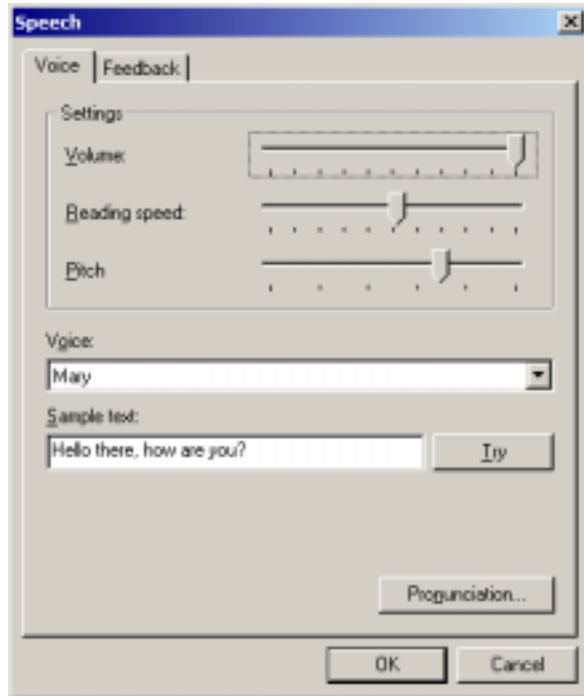 Speech
Voice Feedback
Settings
Volume:
Reading speed:
Pitch
Voice:
Mary
Sample text:
Hello there, how are you?
Try
Pronunciation...
OK Cancel